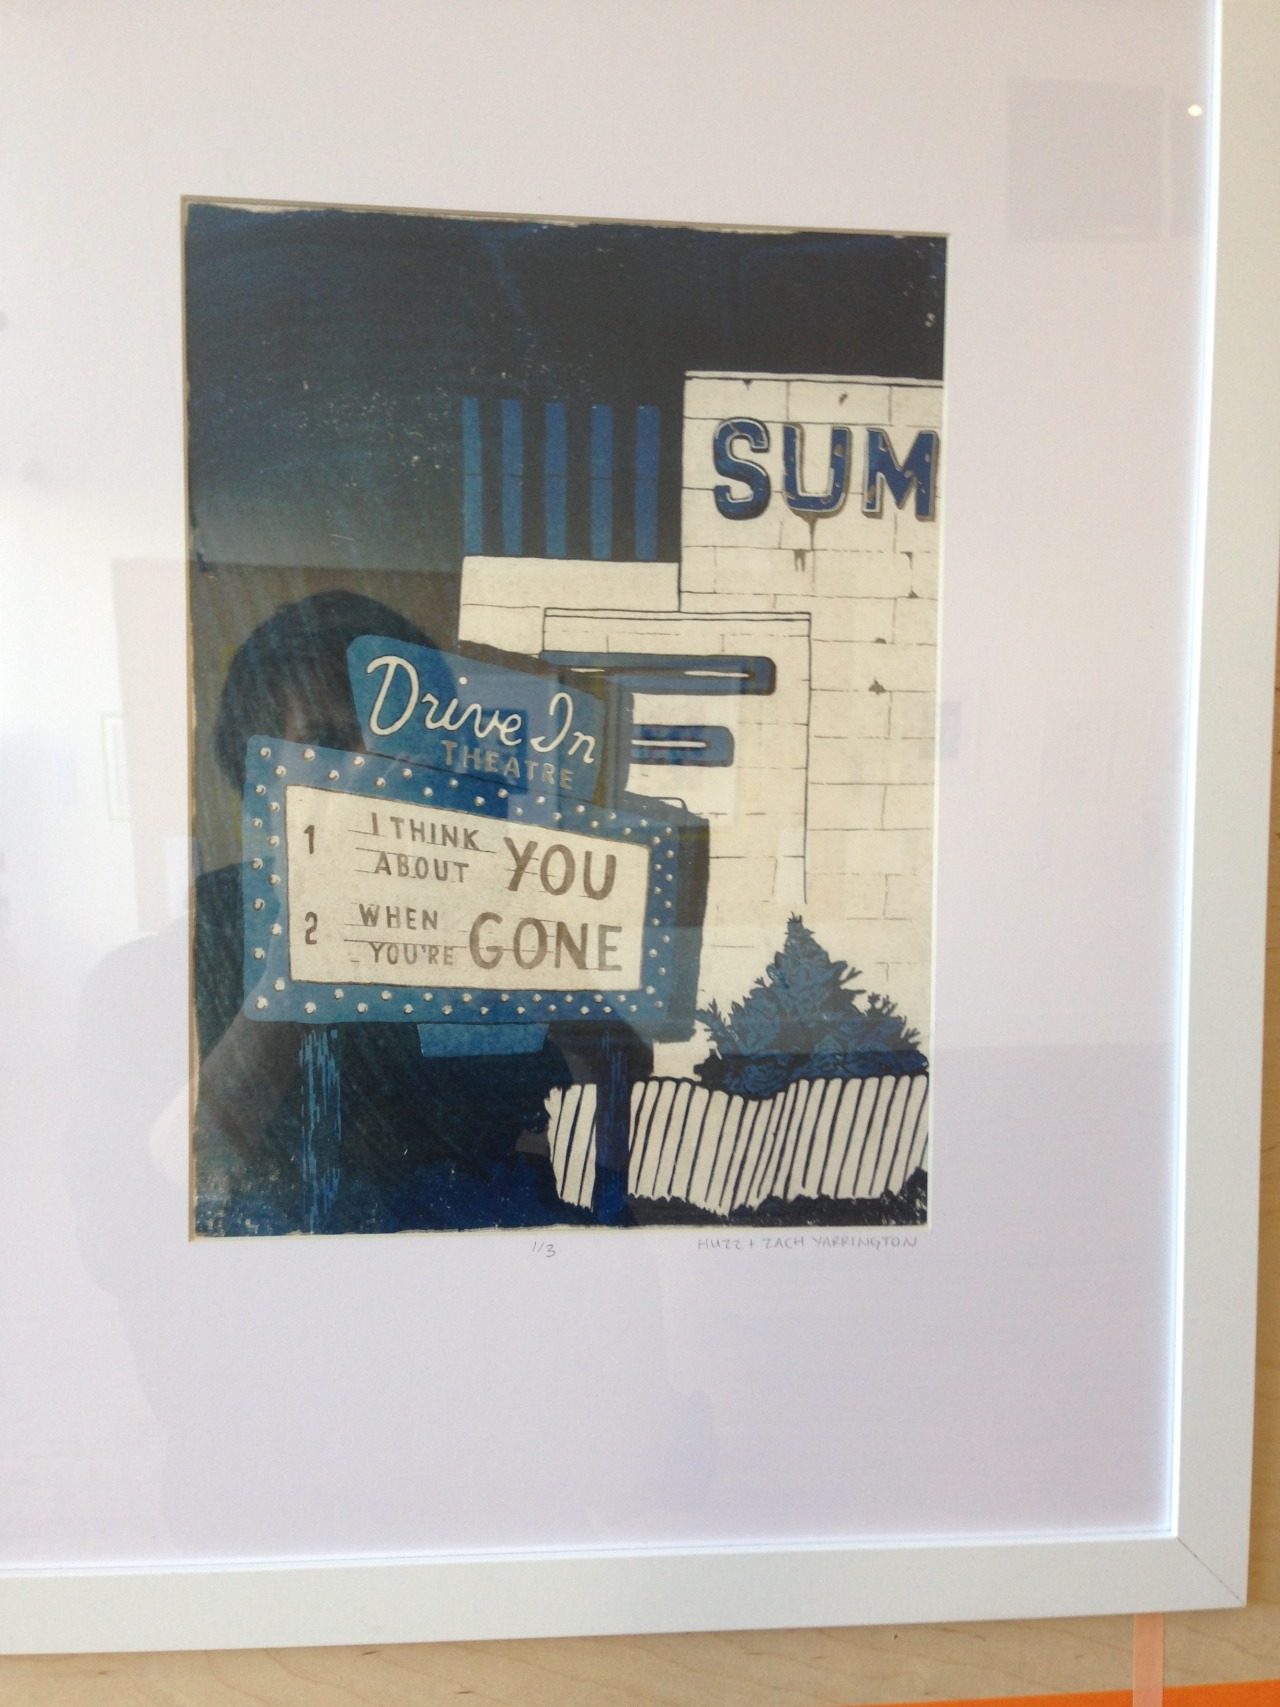 SUM
Drive In
THEATRE
1 I THINK ABOUT YOU
2 WHEN YOU'RE GONE
1/3
HUZZ + ZACH YARRINGTON